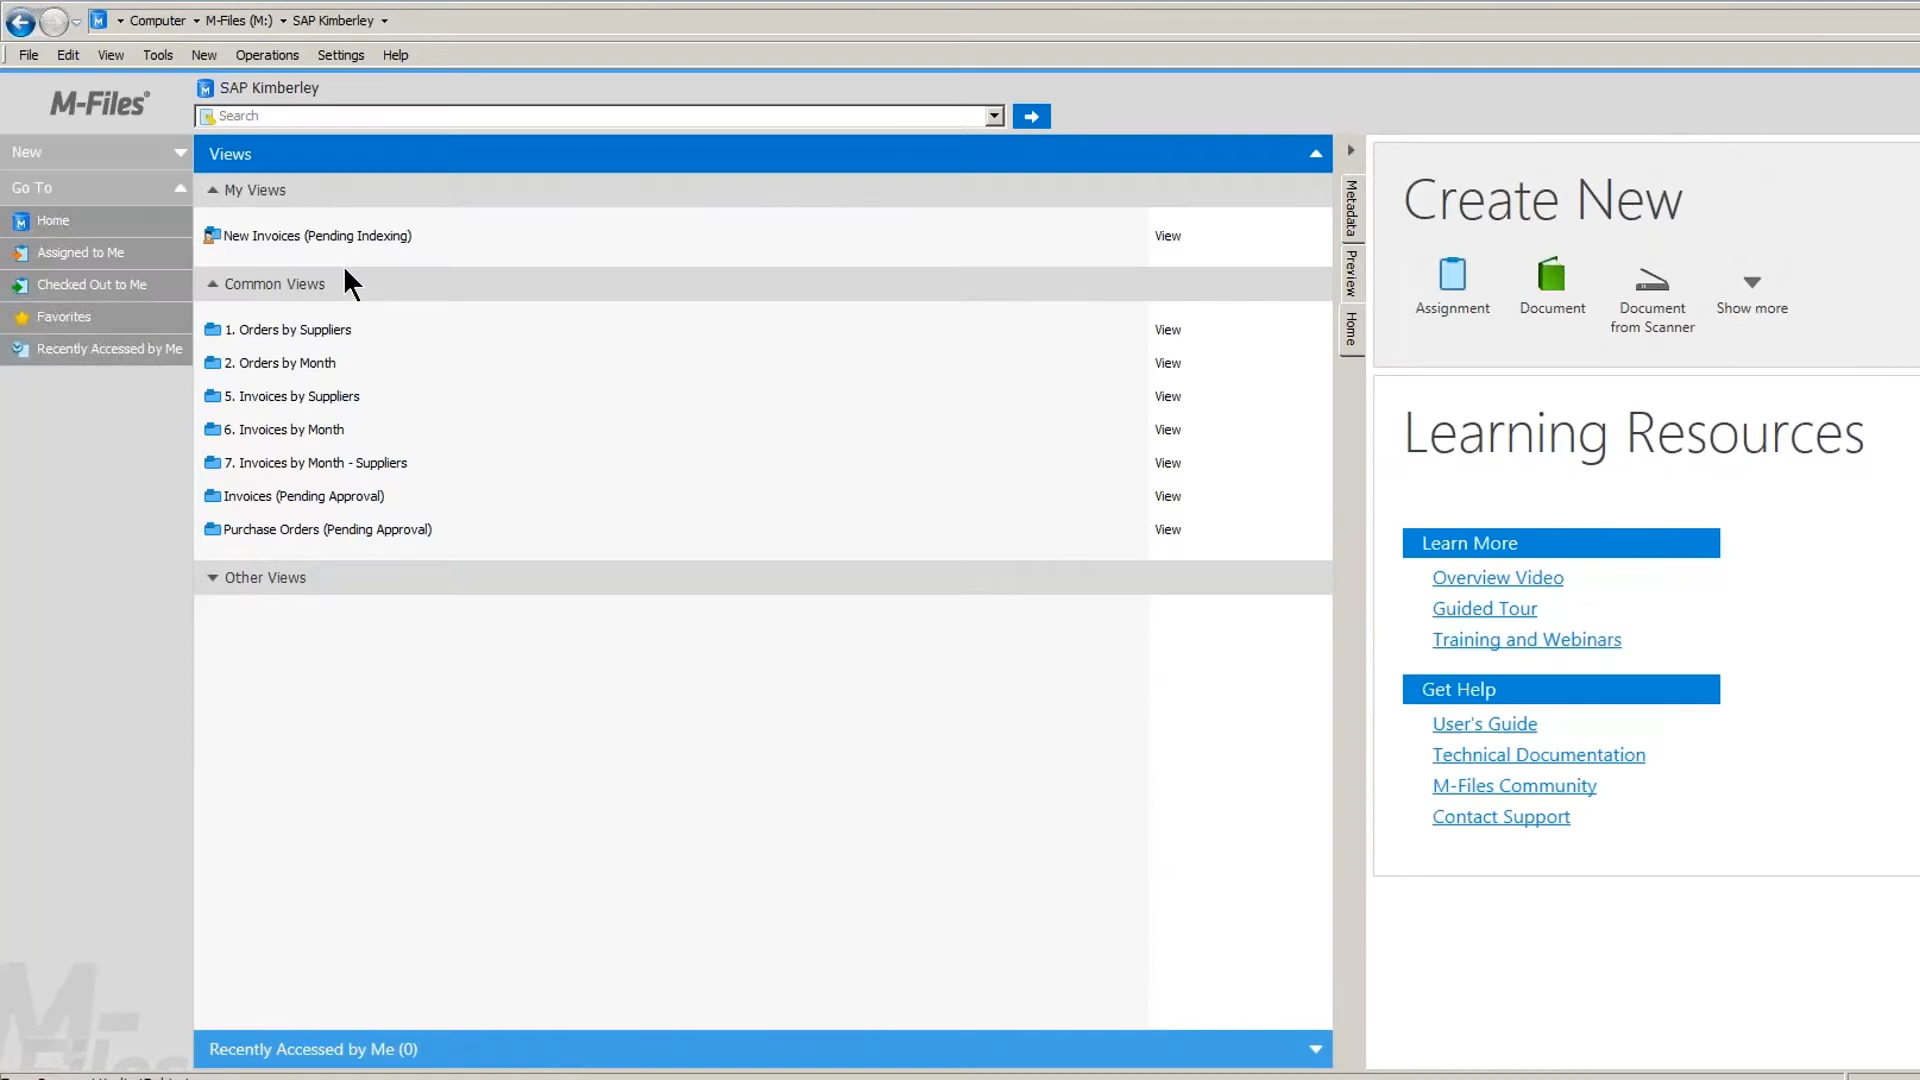 Computer M-Files (M:) SAP Kimberley
File Edit View Tools New Operations Settings Help
M-Files®
SAP Kimberley
Search
New
Go To
Home
Assigned to Me
Checked Out to Me
Favorites
Recently Accessed by Me
Views
My Views
New Invoices (Pending Indexing) View
Common Views
1. Orders by Suppliers View
2. Orders by Month View
5. Invoices by Suppliers View
6. Invoices by Month View
7. Invoices by Month - Suppliers View
Invoices (Pending Approval) View
Purchase Orders (Pending Approval) View
Other Views
Recently Accessed by Me (0)
Metadata
Preview
Home
Create New
Assignment
Document
Document
from Scanner
Show more
Learning Resources
Learn More
Overview Video
Guided Tour
Training and Webinars
Get Help
User's Guide
Technical Documentation
M-Files Community
Contact Support
M-
Files